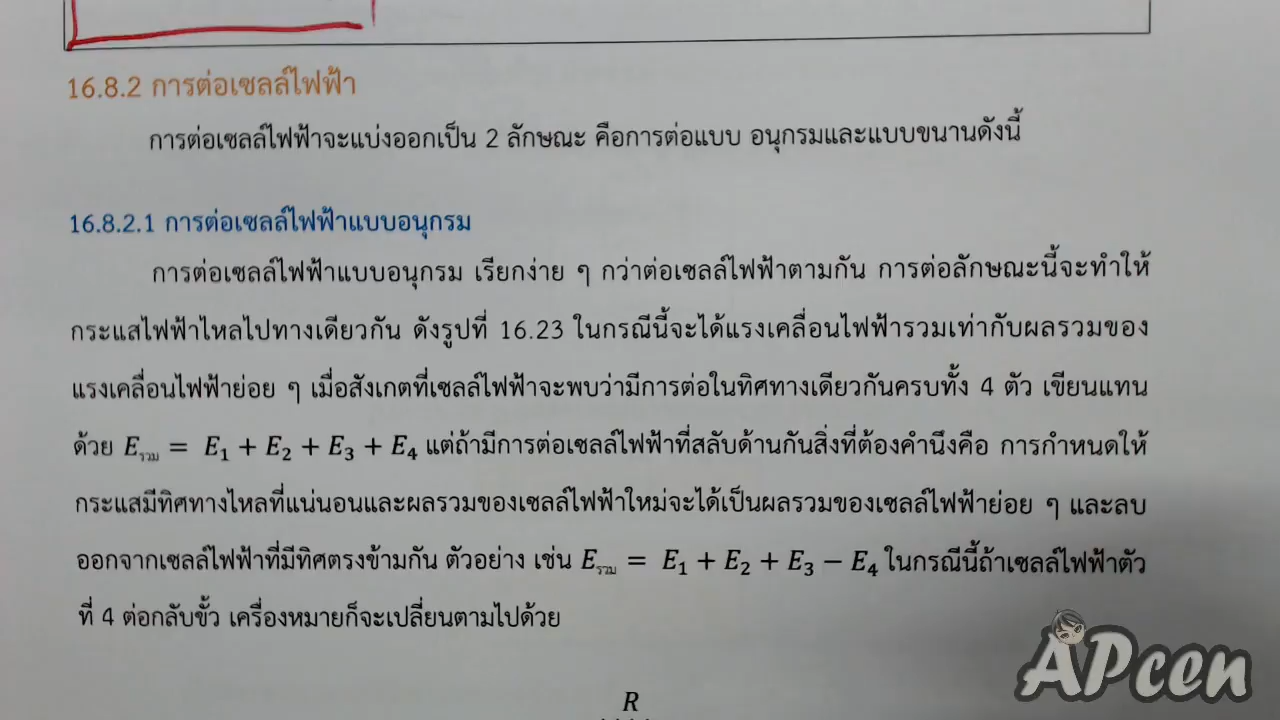 16.8.2 การต่อเซลล์ไฟฟ้า
การต่อเซลล์ไฟฟ้าจะแบ่งออกเป็น 2 ลักษณะ คือการต่อแบบ อนุกรมและแบบขนานดังนี้
16.8.2.1 การต่อเซลล์ไฟฟ้าแบบอนุกรม
การต่อเซลล์ไฟฟ้าแบบอนุกรม เรียกง่าย ๆ กว่าต่อเซลล์ไฟฟ้าตามกัน การต่อลักษณะนี้จะทำให้
กระแสไฟฟ้าไหลไปทางเดียวกัน ดังรูปที่ 16.23 ในกรณีนี้จะได้แรงเคลื่อนไฟฟ้ารวมเท่ากับผลรวมของ
แรงเคลื่อนไฟฟ้าย่อย ๆ เมื่อสังเกตที่เซลล์ไฟฟ้าจะพบว่ามีการต่อในทิศทางเดียวกันครบทั้ง 4 ตัว เขียนแทน
ด้วย E รวม = E₁ + E₂ + E₃ + E₄ แต่ถ้ามีการต่อเซลล์ไฟฟ้าที่สลับด้านกันสิ่งที่ต้องคำนึงคือ การกำหนดให้
กระแสมีทิศทางไหลที่แน่นอนและผลรวมของเซลล์ไฟฟ้าใหม่จะได้เป็นผลรวมของเซลล์ไฟฟ้าย่อย ๆ และลบ
ออกจากเซลล์ไฟฟ้าที่มีทิศตรงข้ามกัน ตัวอย่าง เช่น E รวม = E₁ + E₂ + E₃ − E₄ ในกรณีนี้ถ้าเซลล์ไฟฟ้าตัว
ที่ 4 ต่อกลับขั้ว เครื่องหมายก็จะเปลี่ยนตามไปด้วย
R
APcen